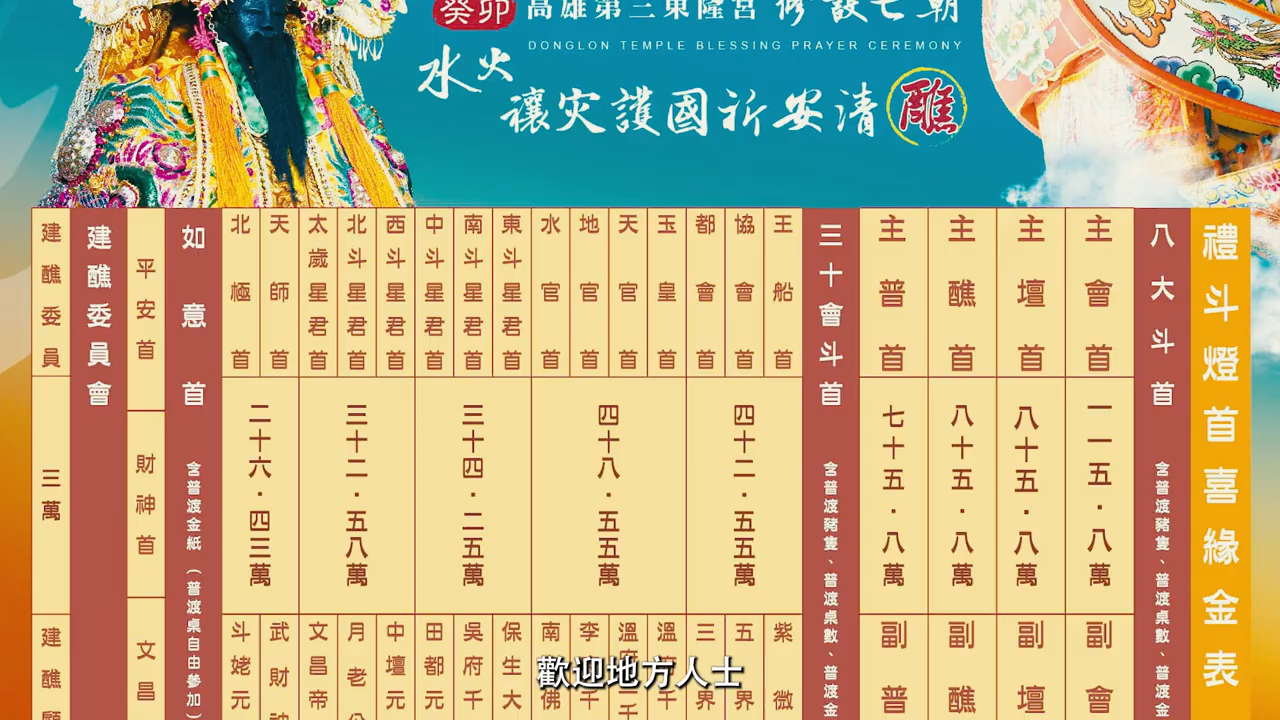 癸卯 高雄第三東隆宮 修設七朝
DONGLON TEMPLE BLESSING PRAYER CEREMONY
水火
禳灾護國祈安清醮
禮斗燈首喜緣金表
八大斗首 含普渡豬隻、普渡桌數、普渡金
主會首
主壇首
主醮首
主普首
一一五.八萬
八十五.八萬
八十五.八萬
七十五.八萬
副會
副壇
副醮
副普
三十會斗首 含普渡豬隻、普渡桌數、普渡金
王船首
協會首
都會首
玉皇首
天官首
地官首
水官首
東斗星君首
南斗星君首
中斗星君首
西斗星君首
北斗星君首
太歲星君首
天師首
北極首
四十二.五五萬
四十八.五五萬
三十四.二五萬
三十二.五八萬
二十六.四三萬
紫微
五界
三界
保生大
吳府千
田都元
中壇元
月老
文昌帝
武財
斗姥元
如意首 含普渡金紙(普渡桌自由參加)
平安首
財神首
文昌
建醮委員會
建醮委員
三萬
建醮
歡迎地方人士